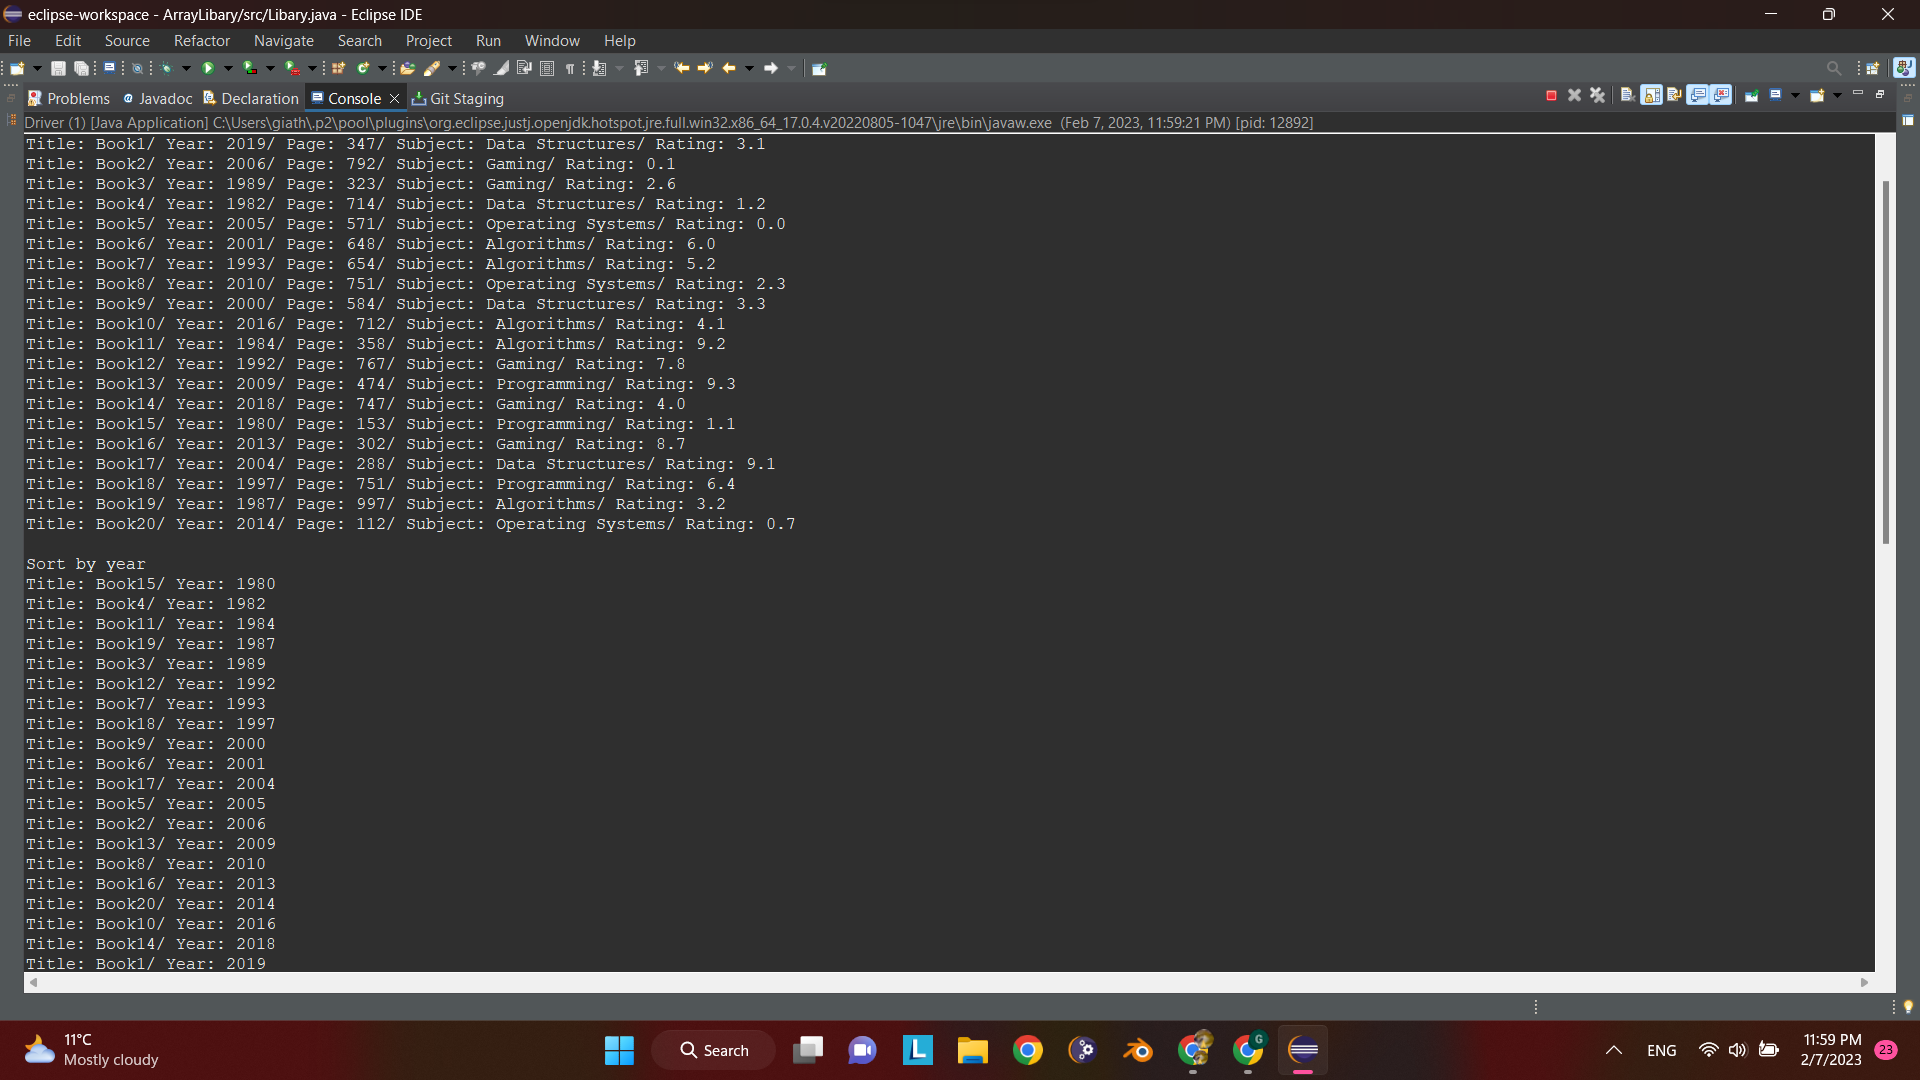 eclipse-workspace - ArrayLibary/src/Libary.java - Eclipse IDE
File Edit Source Refactor Navigate Search Project Run Window Help
Problems Javadoc Declaration Console Git Staging
Driver (1) [Java Application] C:\Users\giath\.p2\pool\plugins\org.eclipse.justj.openjdk.hotspot.jre.full.win32.x86_64_17.0.4.v20220805-1047\jre\bin\javaw.exe (Feb 7, 2023, 11:59:21 PM) [pid: 12892]
Title: Book1/ Year: 2019/ Page: 347/ Subject: Data Structures/ Rating: 3.1
Title: Book2/ Year: 2006/ Page: 792/ Subject: Gaming/ Rating: 0.1
Title: Book3/ Year: 1989/ Page: 323/ Subject: Gaming/ Rating: 2.6
Title: Book4/ Year: 1982/ Page: 714/ Subject: Data Structures/ Rating: 1.2
Title: Book5/ Year: 2005/ Page: 571/ Subject: Operating Systems/ Rating: 0.0
Title: Book6/ Year: 2001/ Page: 648/ Subject: Algorithms/ Rating: 6.0
Title: Book7/ Year: 1993/ Page: 654/ Subject: Algorithms/ Rating: 5.2
Title: Book8/ Year: 2010/ Page: 751/ Subject: Operating Systems/ Rating: 2.3
Title: Book9/ Year: 2000/ Page: 584/ Subject: Data Structures/ Rating: 3.3
Title: Book10/ Year: 2016/ Page: 712/ Subject: Algorithms/ Rating: 4.1
Title: Book11/ Year: 1984/ Page: 358/ Subject: Algorithms/ Rating: 9.2
Title: Book12/ Year: 1992/ Page: 767/ Subject: Gaming/ Rating: 7.8
Title: Book13/ Year: 2009/ Page: 474/ Subject: Programming/ Rating: 9.3
Title: Book14/ Year: 2018/ Page: 747/ Subject: Gaming/ Rating: 4.0
Title: Book15/ Year: 1980/ Page: 153/ Subject: Programming/ Rating: 1.1
Title: Book16/ Year: 2013/ Page: 302/ Subject: Gaming/ Rating: 8.7
Title: Book17/ Year: 2004/ Page: 288/ Subject: Data Structures/ Rating: 9.1
Title: Book18/ Year: 1997/ Page: 751/ Subject: Programming/ Rating: 6.4
Title: Book19/ Year: 1987/ Page: 997/ Subject: Algorithms/ Rating: 3.2
Title: Book20/ Year: 2014/ Page: 112/ Subject: Operating Systems/ Rating: 0.7
Sort by year
Title: Book15/ Year: 1980
Title: Book4/ Year: 1982
Title: Book11/ Year: 1984
Title: Book19/ Year: 1987
Title: Book3/ Year: 1989
Title: Book12/ Year: 1992
Title: Book7/ Year: 1993
Title: Book18/ Year: 1997
Title: Book9/ Year: 2000
Title: Book6/ Year: 2001
Title: Book17/ Year: 2004
Title: Book5/ Year: 2005
Title: Book2/ Year: 2006
Title: Book13/ Year: 2009
Title: Book8/ Year: 2010
Title: Book16/ Year: 2013
Title: Book20/ Year: 2014
Title: Book10/ Year: 2016
Title: Book14/ Year: 2018
Title: Book1/ Year: 2019
11°C
Mostly cloudy
Search
L
G
ENG
11:59 PM
2/7/2023
23